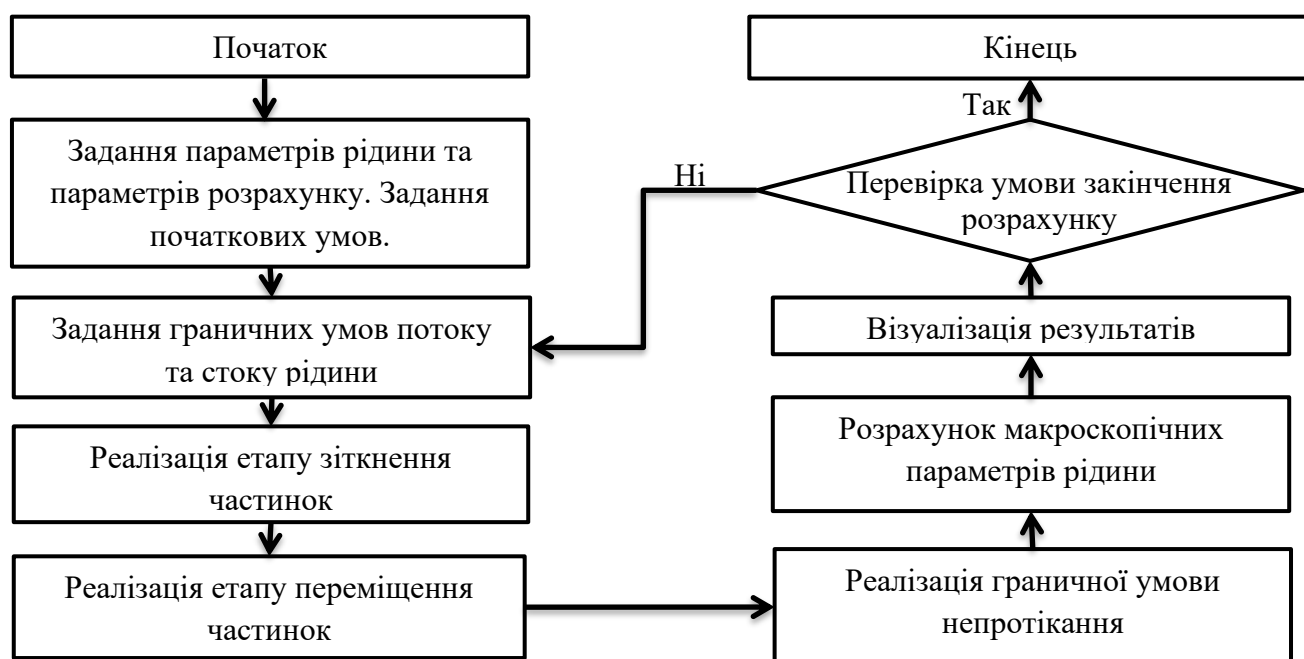 Початок
Задання параметрів рідини та
параметрів розрахунку. Задання
початкових умов.
Задання граничних умов потоку
та стоку рідини
Реалізація етапу зіткнення
частинок
Реалізація етапу переміщення
частинок
Реалізація граничної умови
непротікання
Розрахунок макроскопічних
параметрів рідини
Візуалізація результатів
Перевірка умови закінчення
розрахунку
Ні
Так
Кінець